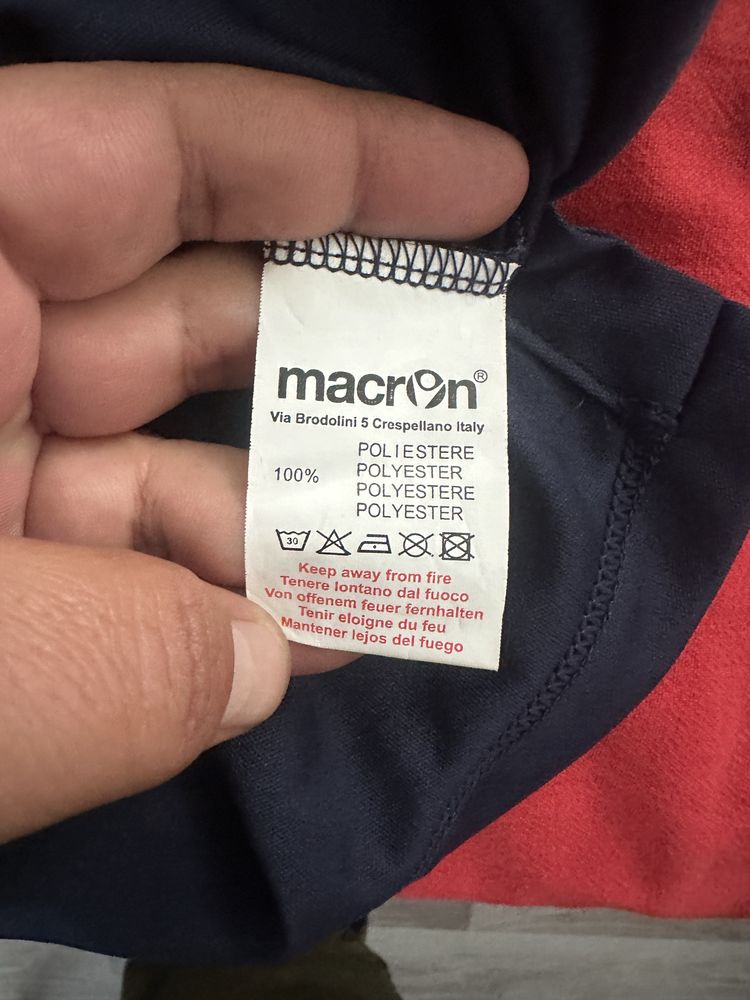 macron®
Via Brodolini 5 Crespellano Italy
100%
POLIESTERE
POLYESTER
POLYESTERE
POLYESTER
30
Keep away from fire
Tenere lontano dal fuoco
Von offenem feuer fernhalten
Tenir eloigne du feu
Mantener lejos del fuego